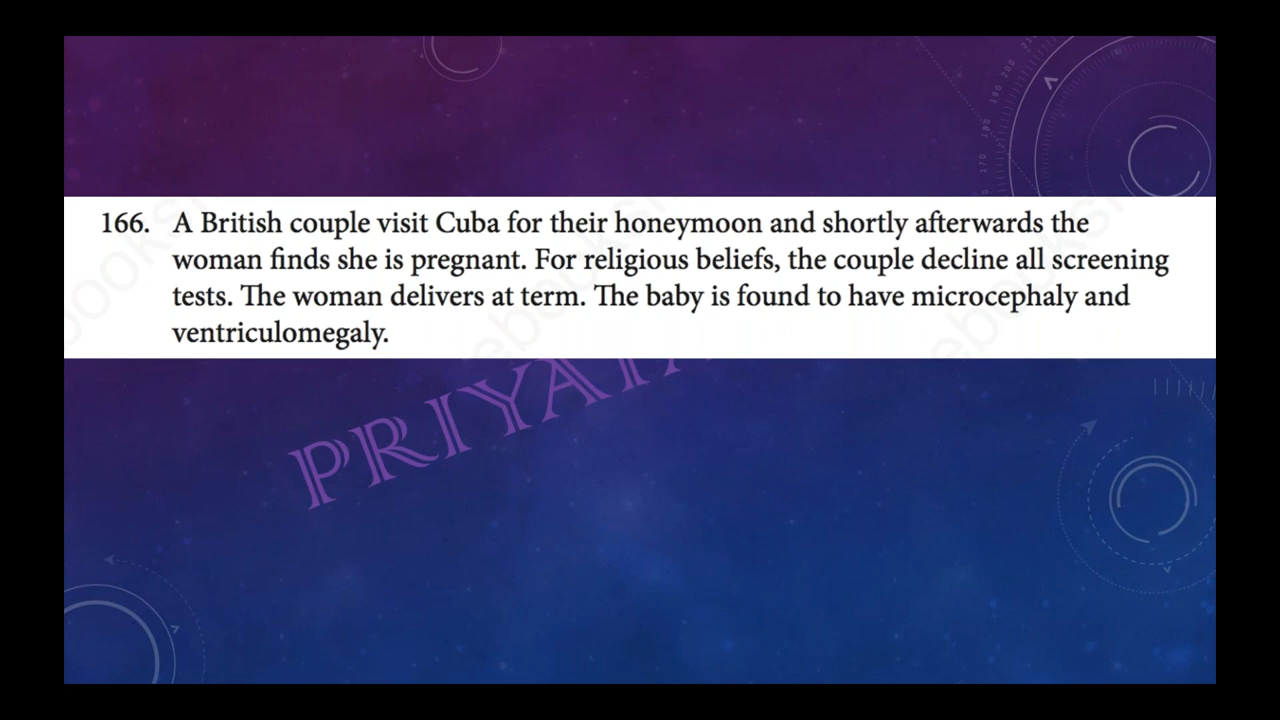 166. A British couple visit Cuba for their honeymoon and shortly afterwards the
woman finds she is pregnant. For religious beliefs, the couple decline all screening
tests. The woman delivers at term. The baby is found to have microcephaly and
ventriculomegaly.